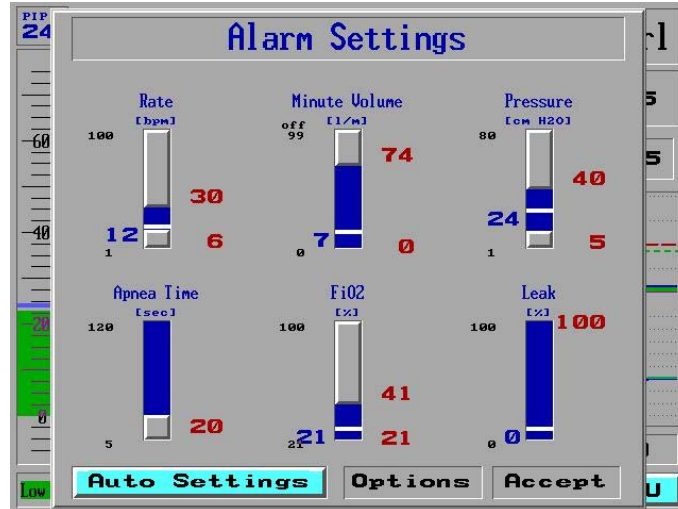 PIP
24
Alarm Settings
rl
Rate
[bpm]
100
30
12
6
1
Minute Volume
[l/m]
off
99
74
7
0
0
Pressure
[cm H2O]
80
40
24
5
1
5
5
-60
-40
-20
0
Apnea Time
[sec]
120
20
5
FiO2
[%]
100
41
21
21
21
Leak
[%]
100
100
0
0
Low
Auto Settings
Options
Accept
U